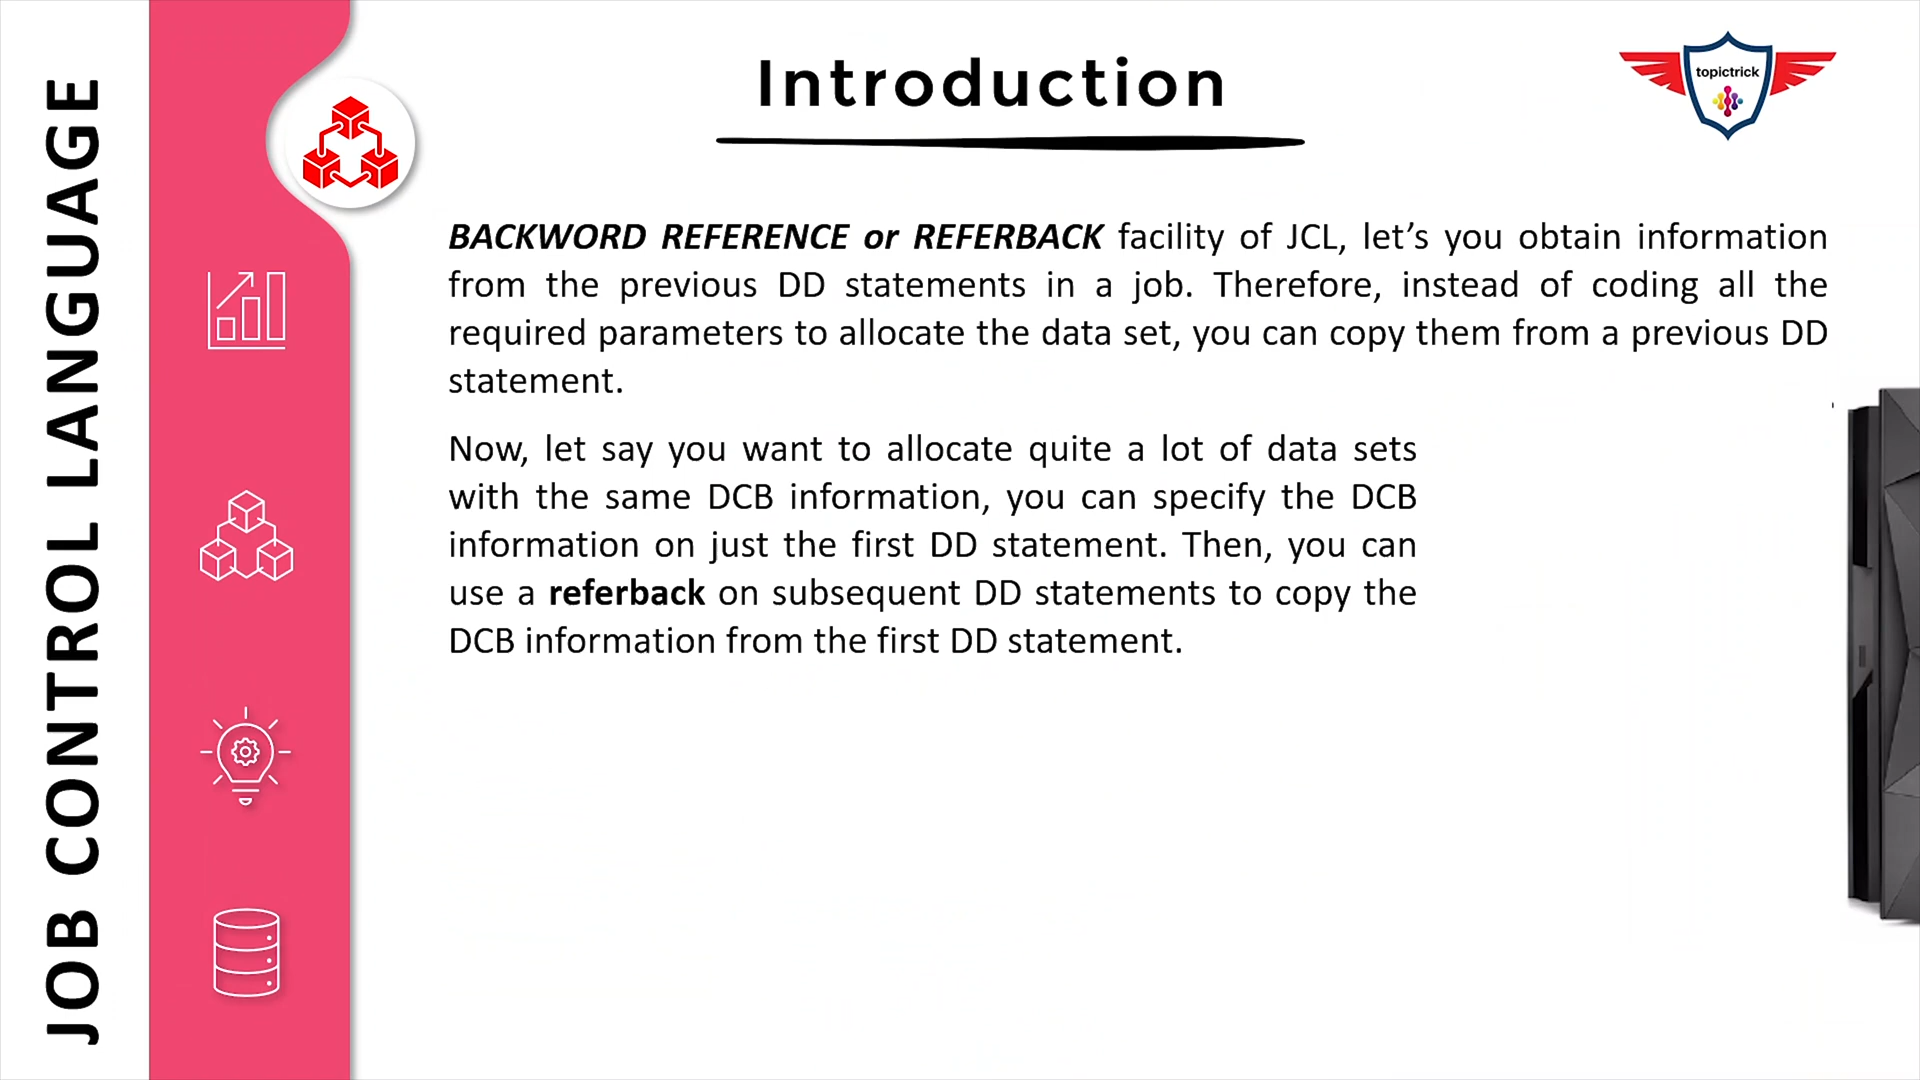 JOB CONTROL LANGUAGE
Introduction
topictrick
BACKWORD REFERENCE or REFERBACK facility of JCL, let’s you obtain information
from the previous DD statements in a job. Therefore, instead of coding all the
required parameters to allocate the data set, you can copy them from a previous DD
statement.
Now, let say you want to allocate quite a lot of data sets
with the same DCB information, you can specify the DCB
information on just the first DD statement. Then, you can
use a referback on subsequent DD statements to copy the
DCB information from the first DD statement.